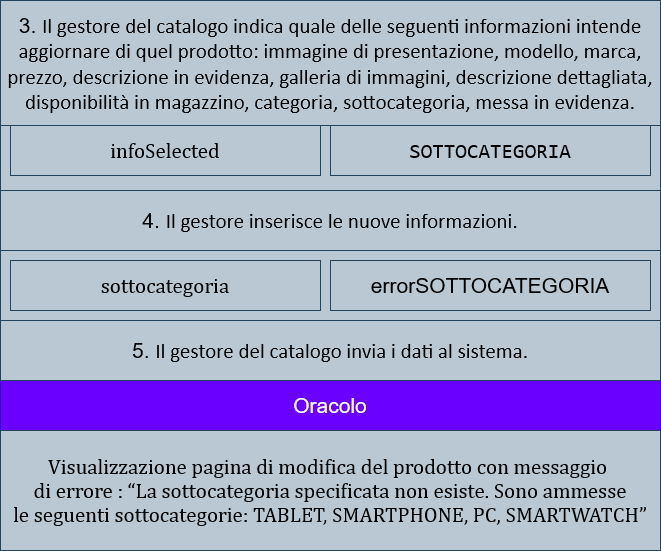 3. Il gestore del catalogo indica quale delle seguenti informazioni intende
aggiornare di quel prodotto: immagine di presentazione, modello, marca,
prezzo, descrizione in evidenza, galleria di immagini, descrizione dettagliata,
disponibilità in magazzino, categoria, sottocategoria, messa in evidenza.
infoSelected SOTTOCATEGORIA
4. Il gestore inserisce le nuove informazioni.
sottocategoria errorSOTTOCATEGORIA
5. Il gestore del catalogo invia i dati al sistema.
Oracolo
Visualizzazione pagina di modifica del prodotto con messaggio
di errore : “La sottocategoria specificata non esiste. Sono ammesse
le seguenti sottocategorie: TABLET, SMARTPHONE, PC, SMARTWATCH”